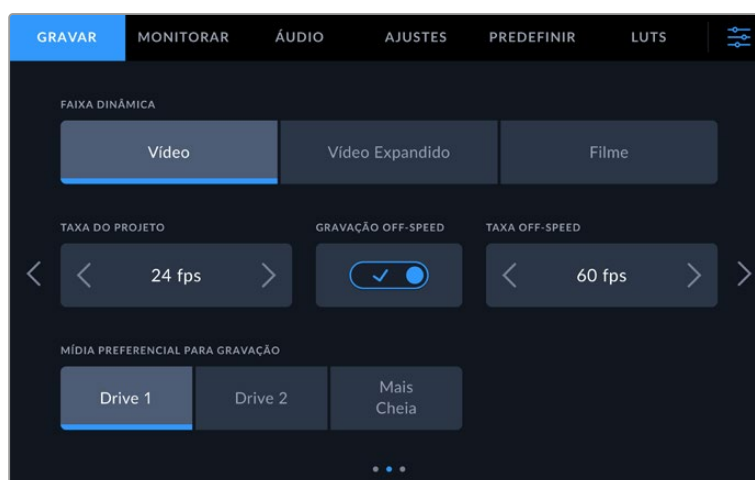 GRAVAR MONITORAR ÁUDIO AJUSTES PREDEFINIR LUTS
FAIXA DINÂMICA
Vídeo Vídeo Expandido Filme
TAXA DO PROJETO GRAVAÇÃO OFF-SPEED TAXA OFF-SPEED
24 fps 60 fps
MÍDIA PREFERENCIAL PARA GRAVAÇÃO
Drive 1 Drive 2 Mais
Cheia